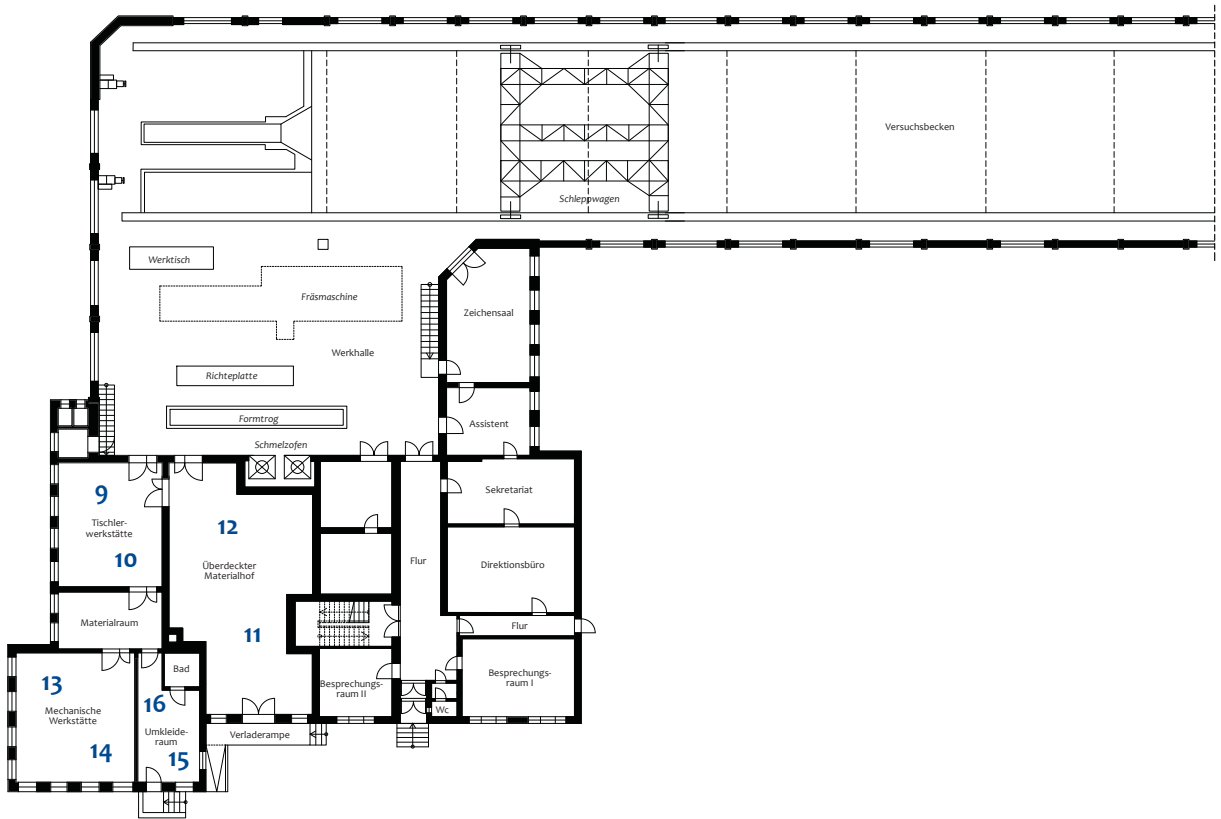 Versuchsbecken
Schleppwagen
Werktisch
Fräsmaschine
Zeichensaal
Werkhalle
Richteplatte
Formtrog
Assistent
Schmelzofen
9
Tischler-
werkstätte
10
12
Überdeckter
Materialhof
11
Sekretariat
Flur
Direktionsbüro
Flur
Materialraum
Bad
Besprechungs-
raum II
Besprechungs-
raum I
Wc
13
Mechanische
Werkstätte
14
16
Umkleide-
raum
15
Verladerampe